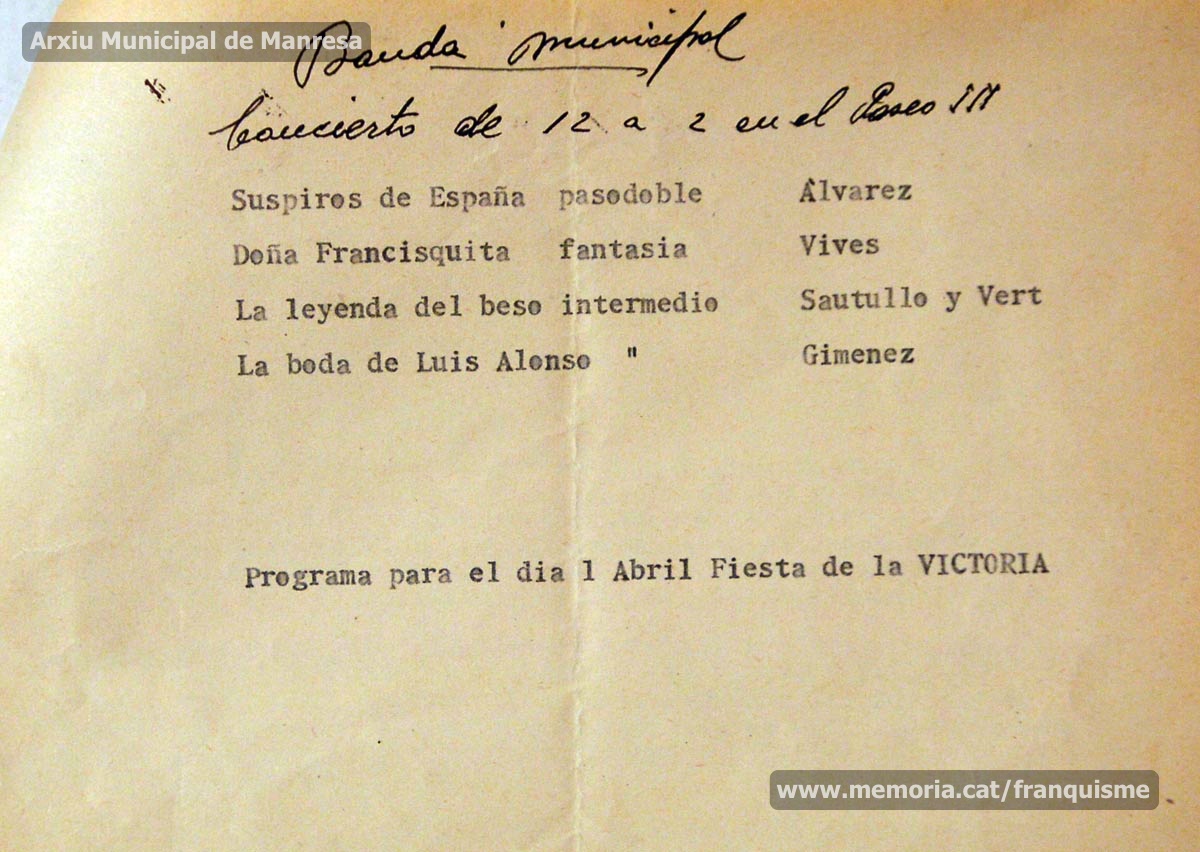 Arxiu Municipal de Manresa
Banda municipal
Concierto de 12 a 2 en el Paseo
Suspiros de España pasodoble Álvarez
Doña Francisquita fantasia Vives
La leyenda del beso intermedio Sautullo y Vert
La boda de Luis Alonso " Gimenez
Programa para el dia 1 Abril Fiesta de la VICTORIA
www.memoria.cat/franquisme